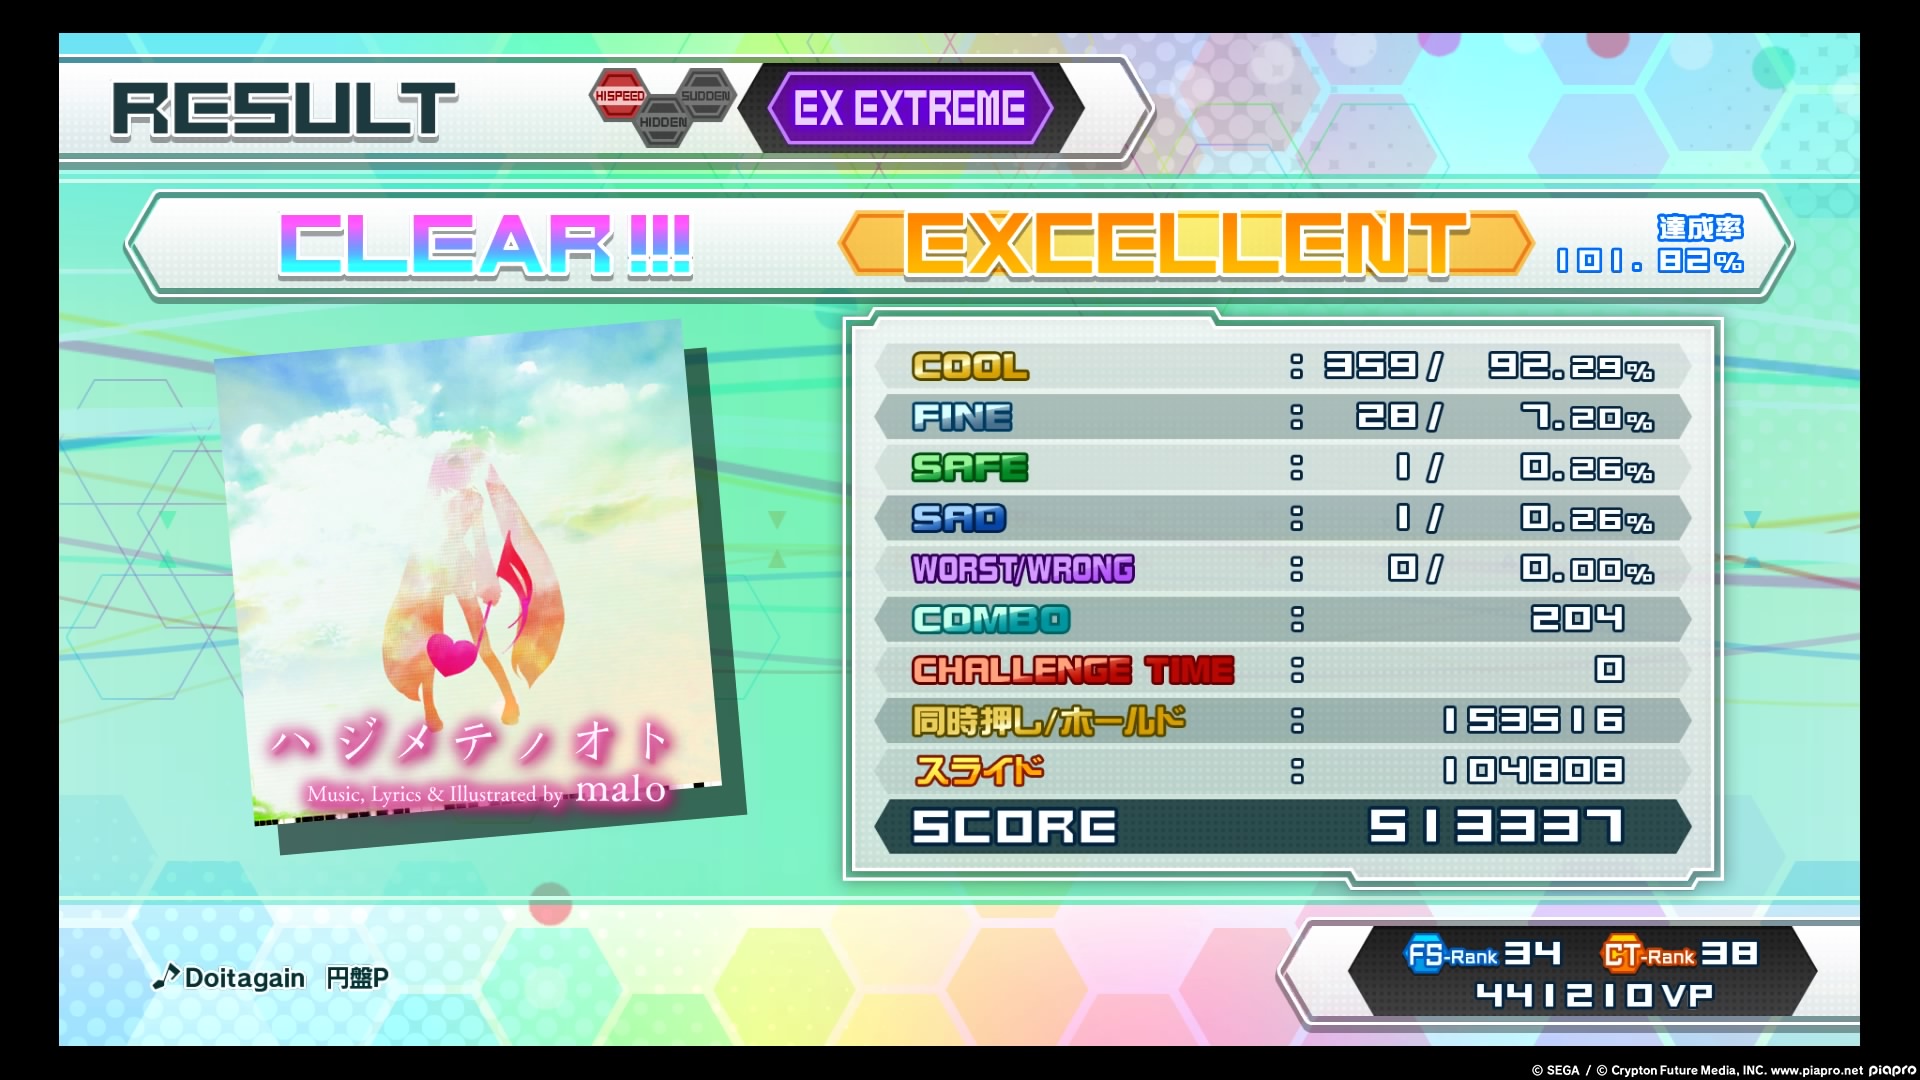 RESULT
HISPEED
HIDDEN
SUDDEN
EX EXTREME
CLEAR!!!
EXCELLENT
達成率
101.82%
COOL : 359 / 92.29%
FINE : 28 / 7.20%
SAFE : 1 / 0.26%
SAD : 1 / 0.26%
WORST/WRONG : 0 / 0.00%
COMBO : 204
CHALLENGE TIME : 0
同時押し/ホールド : 153516
スライド : 104808
SCORE 513337
ハジメテノオト
Music, Lyrics & Illustrated by malo
Doitagain 円盤P
FS-Rank 34 CT-Rank 38
441210VP
© SEGA / © Crypton Future Media, INC. www.piapro.net piapro